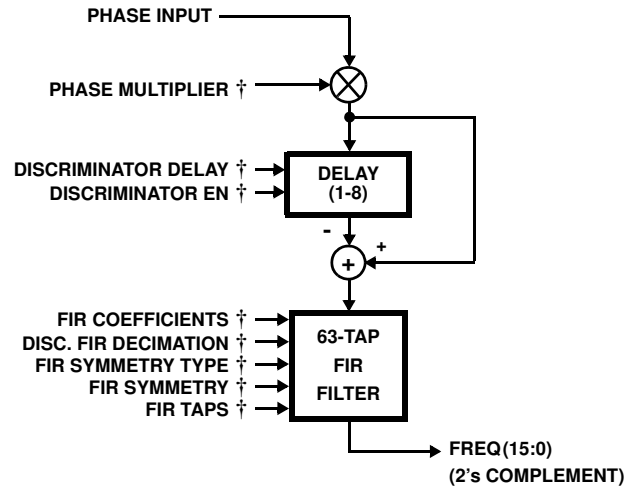 PHASE INPUT
PHASE MULTIPLIER †
DISCRIMINATOR DELAY †
DISCRIMINATOR EN †
DELAY
(1-8)
-
+
+
FIR COEFFICIENTS †
DISC. FIR DECIMATION †
FIR SYMMETRY TYPE †
FIR SYMMETRY †
FIR TAPS †
63-TAP
FIR
FILTER
FREQ(15:0)
(2's COMPLEMENT)